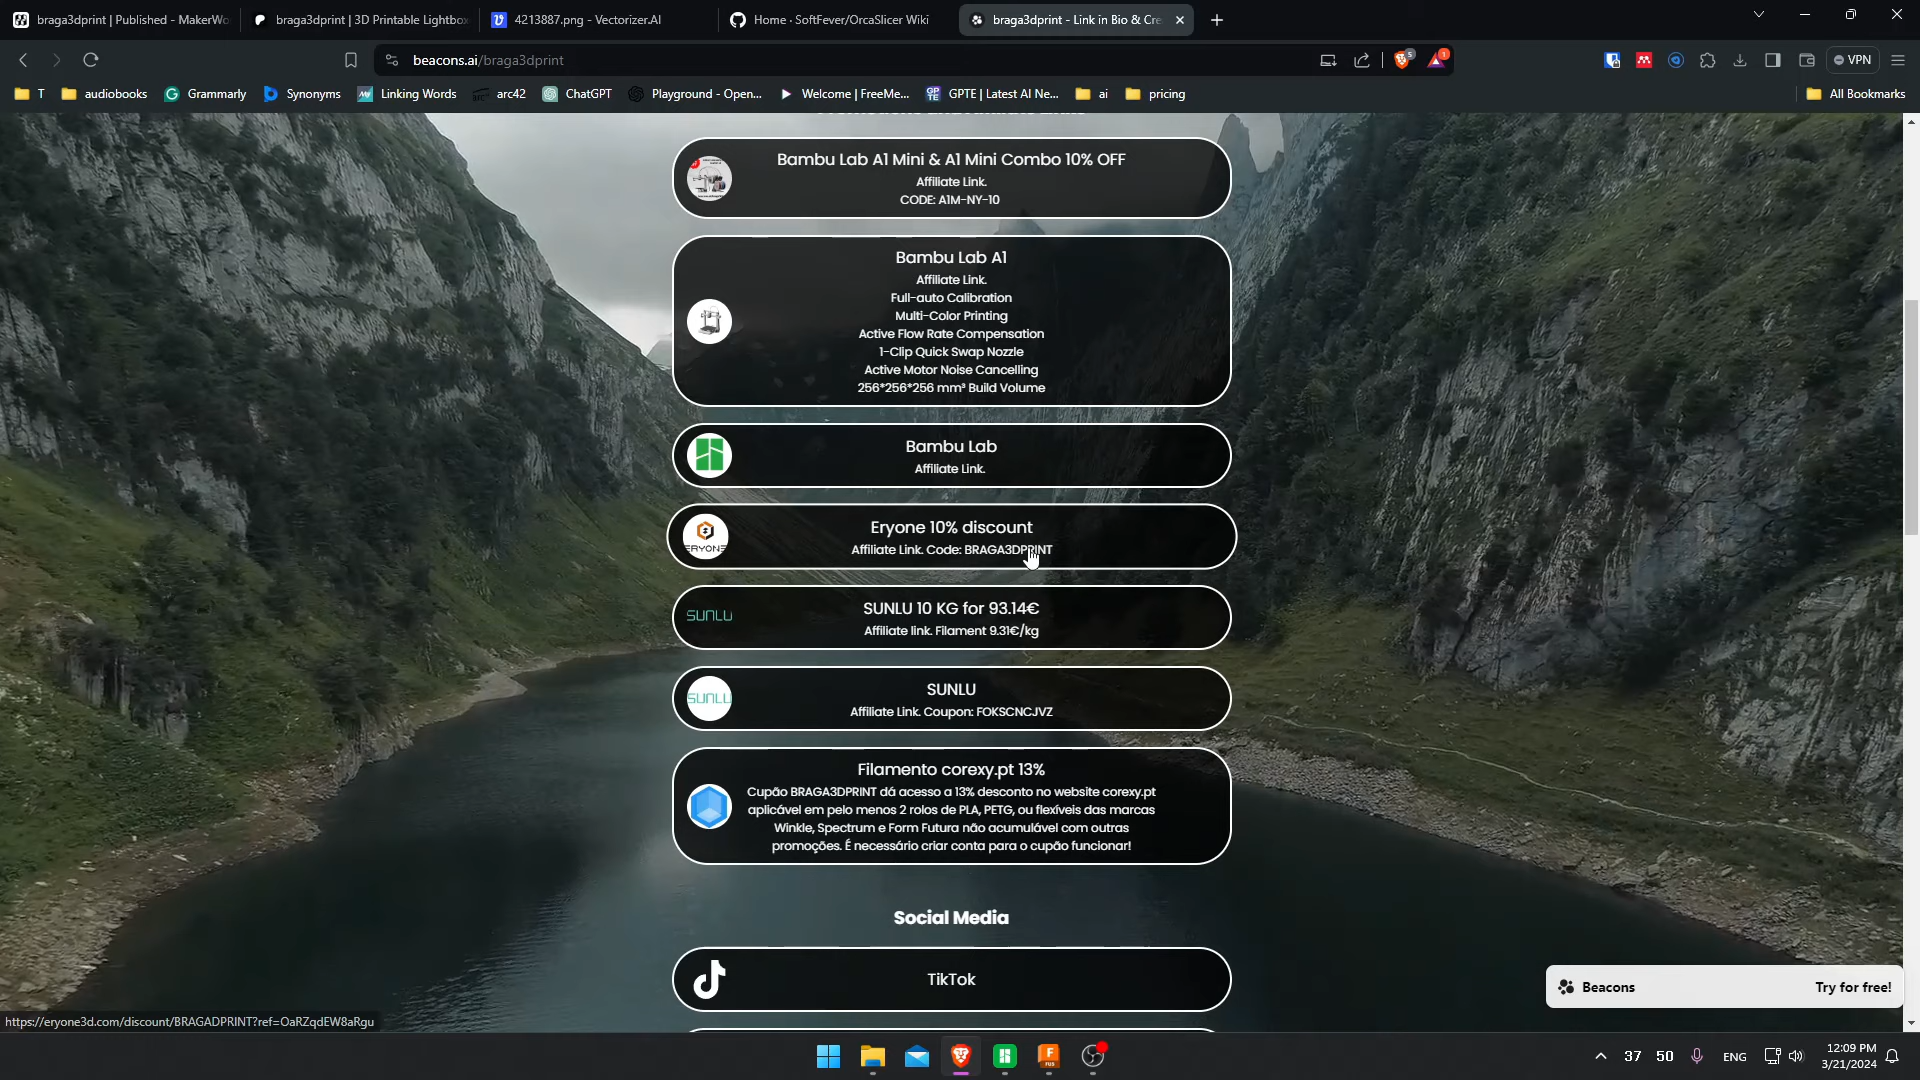 braga3dprint | Published - MakerWo
braga3dprint | 3D Printable Lightbox
4213887.png - Vectorizer.AI
Home · SoftFever/OrcaSlicer Wiki
braga3dprint - Link in Bio & Cre
beacons.ai/braga3dprint
5
1
VPN
T
audiobooks
Grammarly
Synonyms
Linking Words
arc42
ChatGPT
Playground - Open...
Welcome | FreeMe...
GPTE | Latest AI Ne...
ai
pricing
All Bookmarks
Bambu Lab A1 Mini & A1 Mini Combo 10% OFF
Affiliate Link.
CODE: A1M-NY-10
Bambu Lab A1
Affiliate Link.
Full-auto Calibration
Multi-Color Printing
Active Flow Rate Compensation
1-Clip Quick Swap Nozzle
Active Motor Noise Cancelling
256*256*256 mm³ Build Volume
Bambu Lab
Affiliate Link.
ERYONE
Eryone 10% discount
Affiliate Link. Code: BRAGA3DPRINT
SUNLU
SUNLU 10 KG for 93.14€
Affiliate link. Filament 9.31€/kg
SUNLU
SUNLU
Affiliate Link. Coupon: FOKSCNCJVZ
Filamento corexy.pt 13%
Cupão BRAGA3DPRINT dá acesso a 13% desconto no website corexy.pt
aplicável em pelo menos 2 rolos de PLA, PETG, ou flexíveis das marcas
Winkle, Spectrum e Form Futura não acumulável com outras
promoções. É necessário criar conta para o cupão funcionar!
Social Media
TikTok
Beacons
Try for free!
https://eryone3d.com/discount/BRAGADPRINT?ref=OaRZqdEW8aRgu
37
50
ENG
12:09 PM
3/21/2024